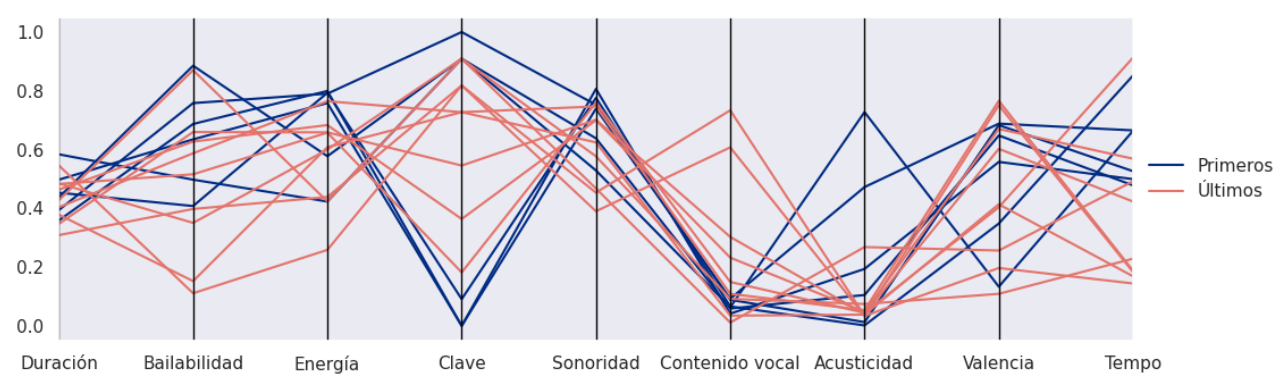 1.0
0.8
0.6
0.4
0.2
0.0
Primeros
Últimos
Duración Bailabilidad Energía Clave Sonoridad Contenido vocal Acusticidad Valencia Tempo